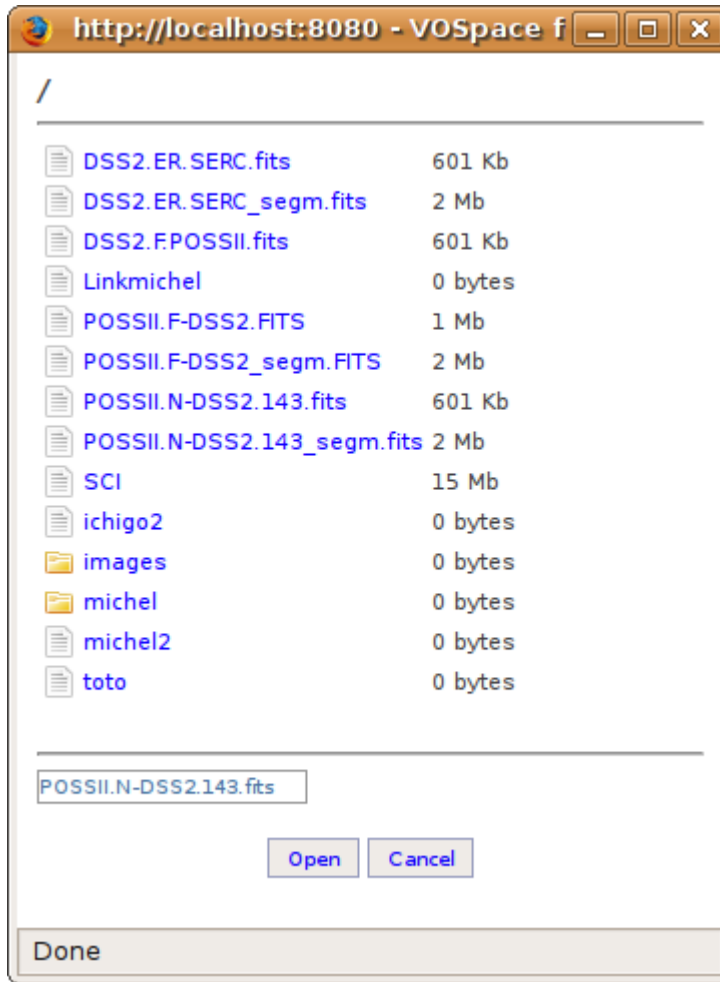 http://localhost:8080 - VOSpace f
/
DSS2.ER.SERC.fits 601 Kb
DSS2.ER.SERC_segm.fits 2 Mb
DSS2.F.POSSII.fits 601 Kb
Linkmichel 0 bytes
POSSII.F-DSS2.FITS 1 Mb
POSSII.F-DSS2_segm.FITS 2 Mb
POSSII.N-DSS2.143.fits 601 Kb
POSSII.N-DSS2.143_segm.fits 2 Mb
SCI 15 Mb
ichigo2 0 bytes
images 0 bytes
michel 0 bytes
michel2 0 bytes
toto 0 bytes
POSSII.N-DSS2.143.fits
Open Cancel
Done